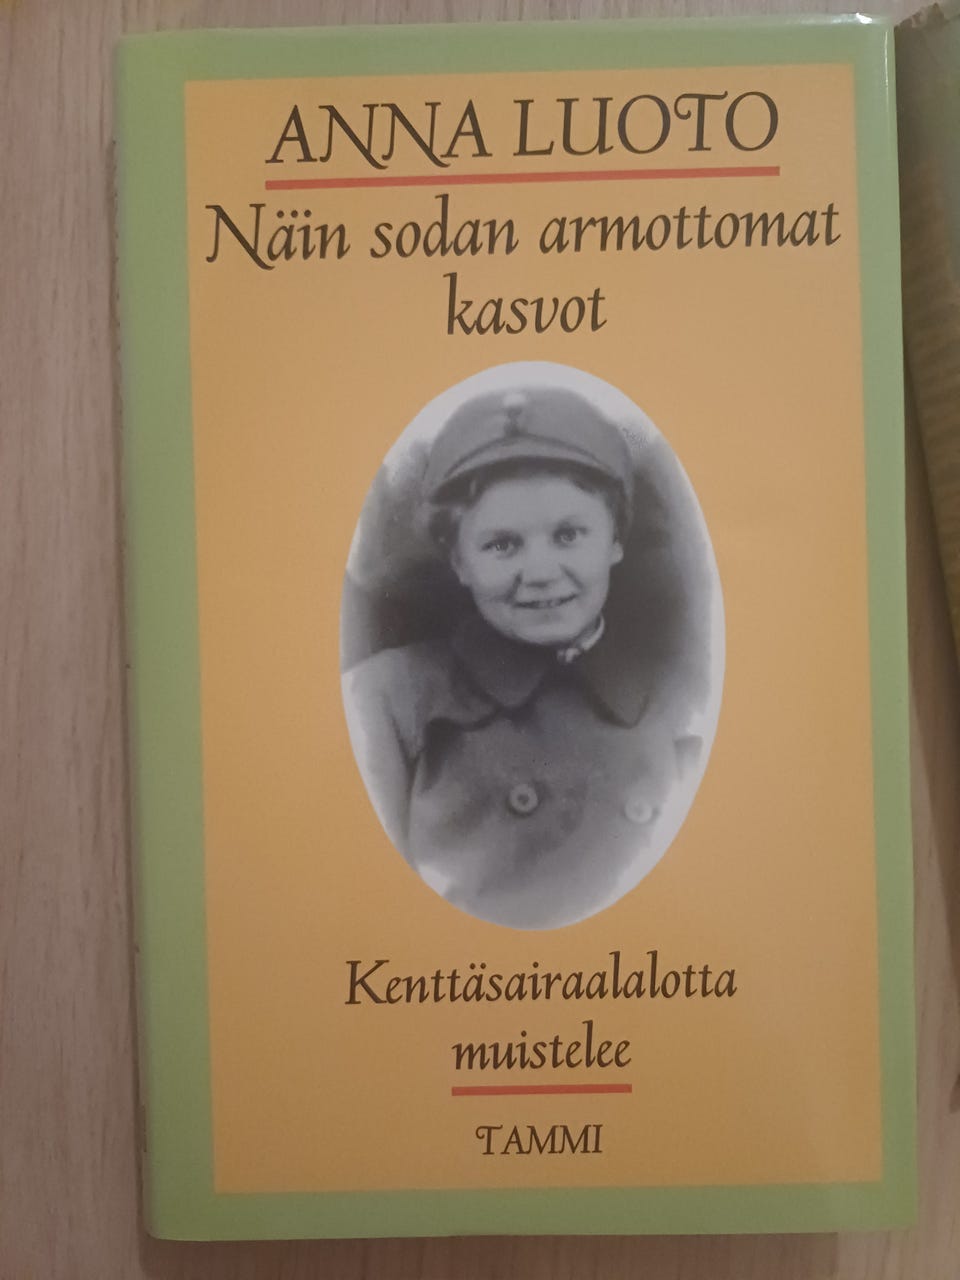 ANNA LUOTO
Näin sodan armottomat
kasvot
Kenttäsairaalalotta
muistelee
TAMMI